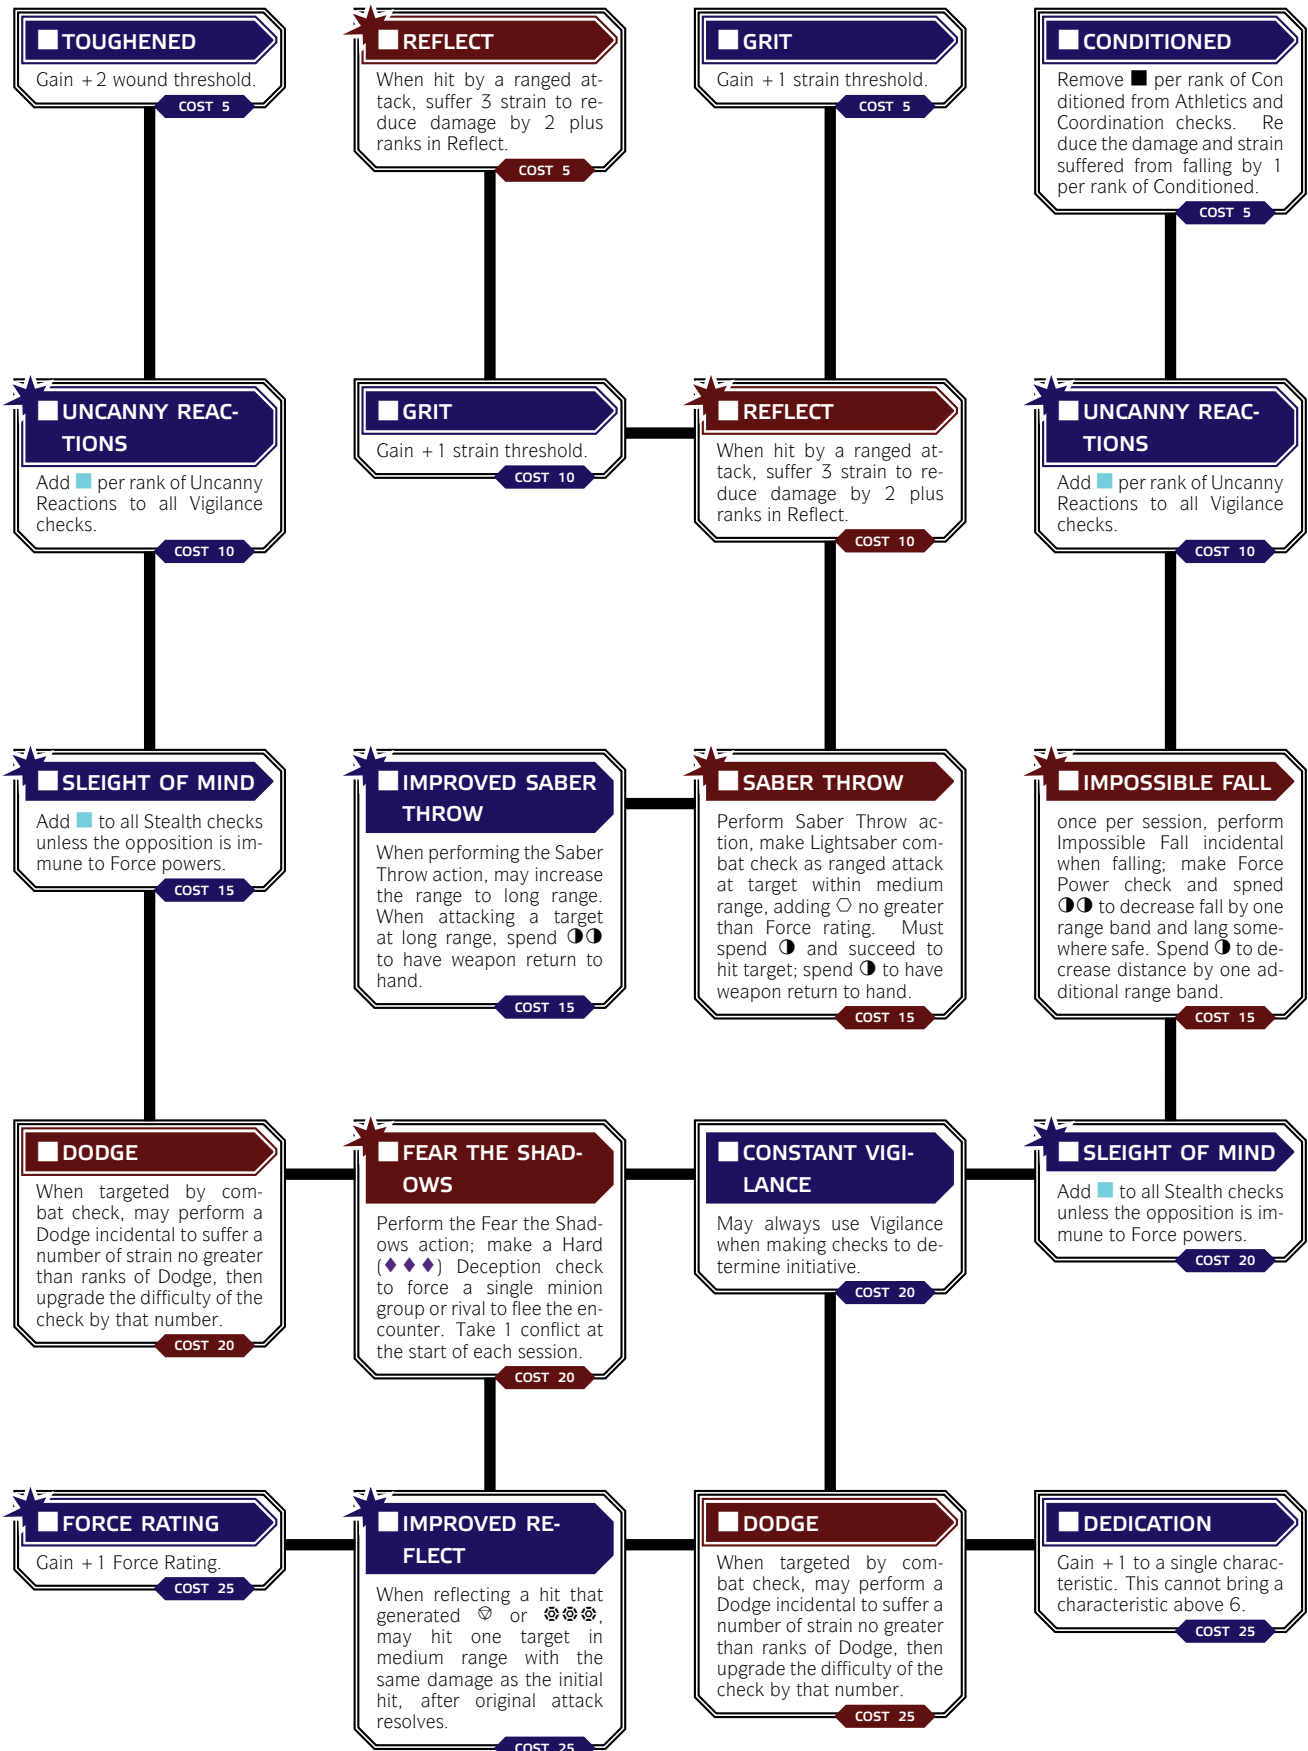 TOUGHENED
Gain +2 wound threshold.
COST 5
REFLECT
When hit by a ranged at-
tack, suffer 3 strain to re-
duce damage by 2 plus
ranks in Reflect.
COST 5
GRIT
Gain +1 strain threshold.
COST 5
CONDITIONED
Remove ■ per rank of Con
ditioned from Athletics and
Coordination checks. Re
duce the damage and strain
suffered from falling by 1
per rank of Conditioned.
COST 5
UNCANNY REAC-
TIONS
Add ■ per rank of Uncanny
Reactions to all Vigilance
checks.
COST 10
GRIT
Gain +1 strain threshold.
COST 10
REFLECT
When hit by a ranged at-
tack, suffer 3 strain to re-
duce damage by 2 plus
ranks in Reflect.
COST 10
UNCANNY REAC-
TIONS
Add ■ per rank of Uncanny
Reactions to all Vigilance
checks.
COST 10
SLEIGHT OF MIND
Add ■ to all Stealth checks
unless the opposition is im-
mune to Force powers.
COST 15
IMPROVED SABER
THROW
When performing the Saber
Throw action, may increase
the range to long range.
When attacking a target
at long range, spend ◑◑
to have weapon return to
hand.
COST 15
SABER THROW
Perform Saber Throw ac-
tion, make Lightsaber com-
bat check as ranged attack
at target within medium
range, adding ⬡ no greater
than Force rating. Must
spend ◑ and succeed to
hit target; spend ◑ to have
weapon return to hand.
COST 15
IMPOSSIBLE FALL
once per session, perform
Impossible Fall incidental
when falling; make Force
Power check and spned
◑◑ to decrease fall by one
range band and lang some-
where safe. Spend ◑ to de-
crease distance by one ad-
ditional range band.
COST 15
DODGE
When targeted by com-
bat check, may perform a
Dodge incidental to suffer a
number of strain no greater
than ranks of Dodge, then
upgrade the difficulty of the
check by that number.
COST 20
FEAR THE SHAD-
OWS
Perform the Fear the Shad-
ows action; make a Hard
(♦♦♦) Deception check
to force a single minion
group or rival to flee the en-
counter. Take 1 conflict at
the start of each session.
COST 20
CONSTANT VIGI-
LANCE
May always use Vigilance
when making checks to de-
termine initiative.
COST 20
SLEIGHT OF MIND
Add ■ to all Stealth checks
unless the opposition is im-
mune to Force powers.
COST 20
FORCE RATING
Gain +1 Force Rating.
COST 25
IMPROVED RE-
FLECT
When reflecting a hit that
generated or ,
may hit one target in
medium range with the
same damage as the initial
hit, after original attack
resolves.
COST 25
DODGE
When targeted by com-
bat check, may perform a
Dodge incidental to suffer a
number of strain no greater
than ranks of Dodge, then
upgrade the difficulty of the
check by that number.
COST 25
DEDICATION
Gain +1 to a single charac-
teristic. This cannot bring a
characteristic above 6.
COST 25